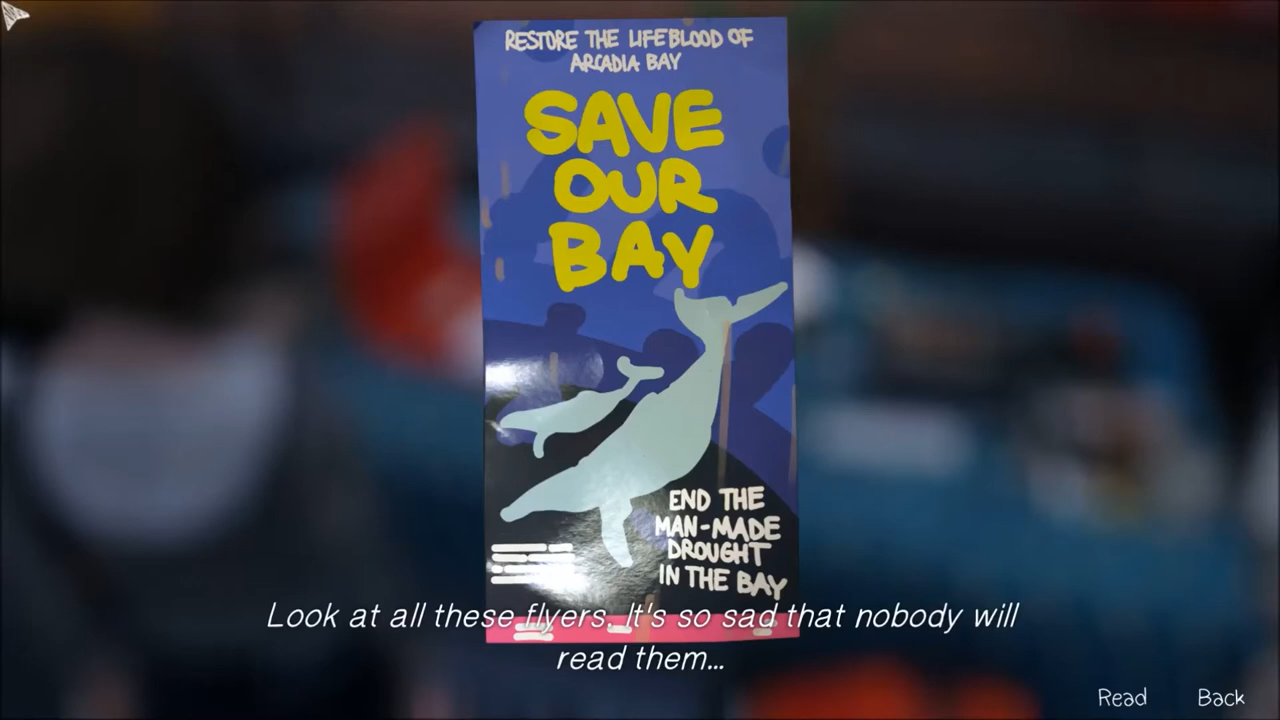 RESTORE THE LIFEBLOOD OF
ARCADIA BAY
SAVE
OUR
BAY
END THE
MAN-MADE
DROUGHT
IN THE BAY
Look at all these flyers. It's so sad that nobody will
read them...
Read Back